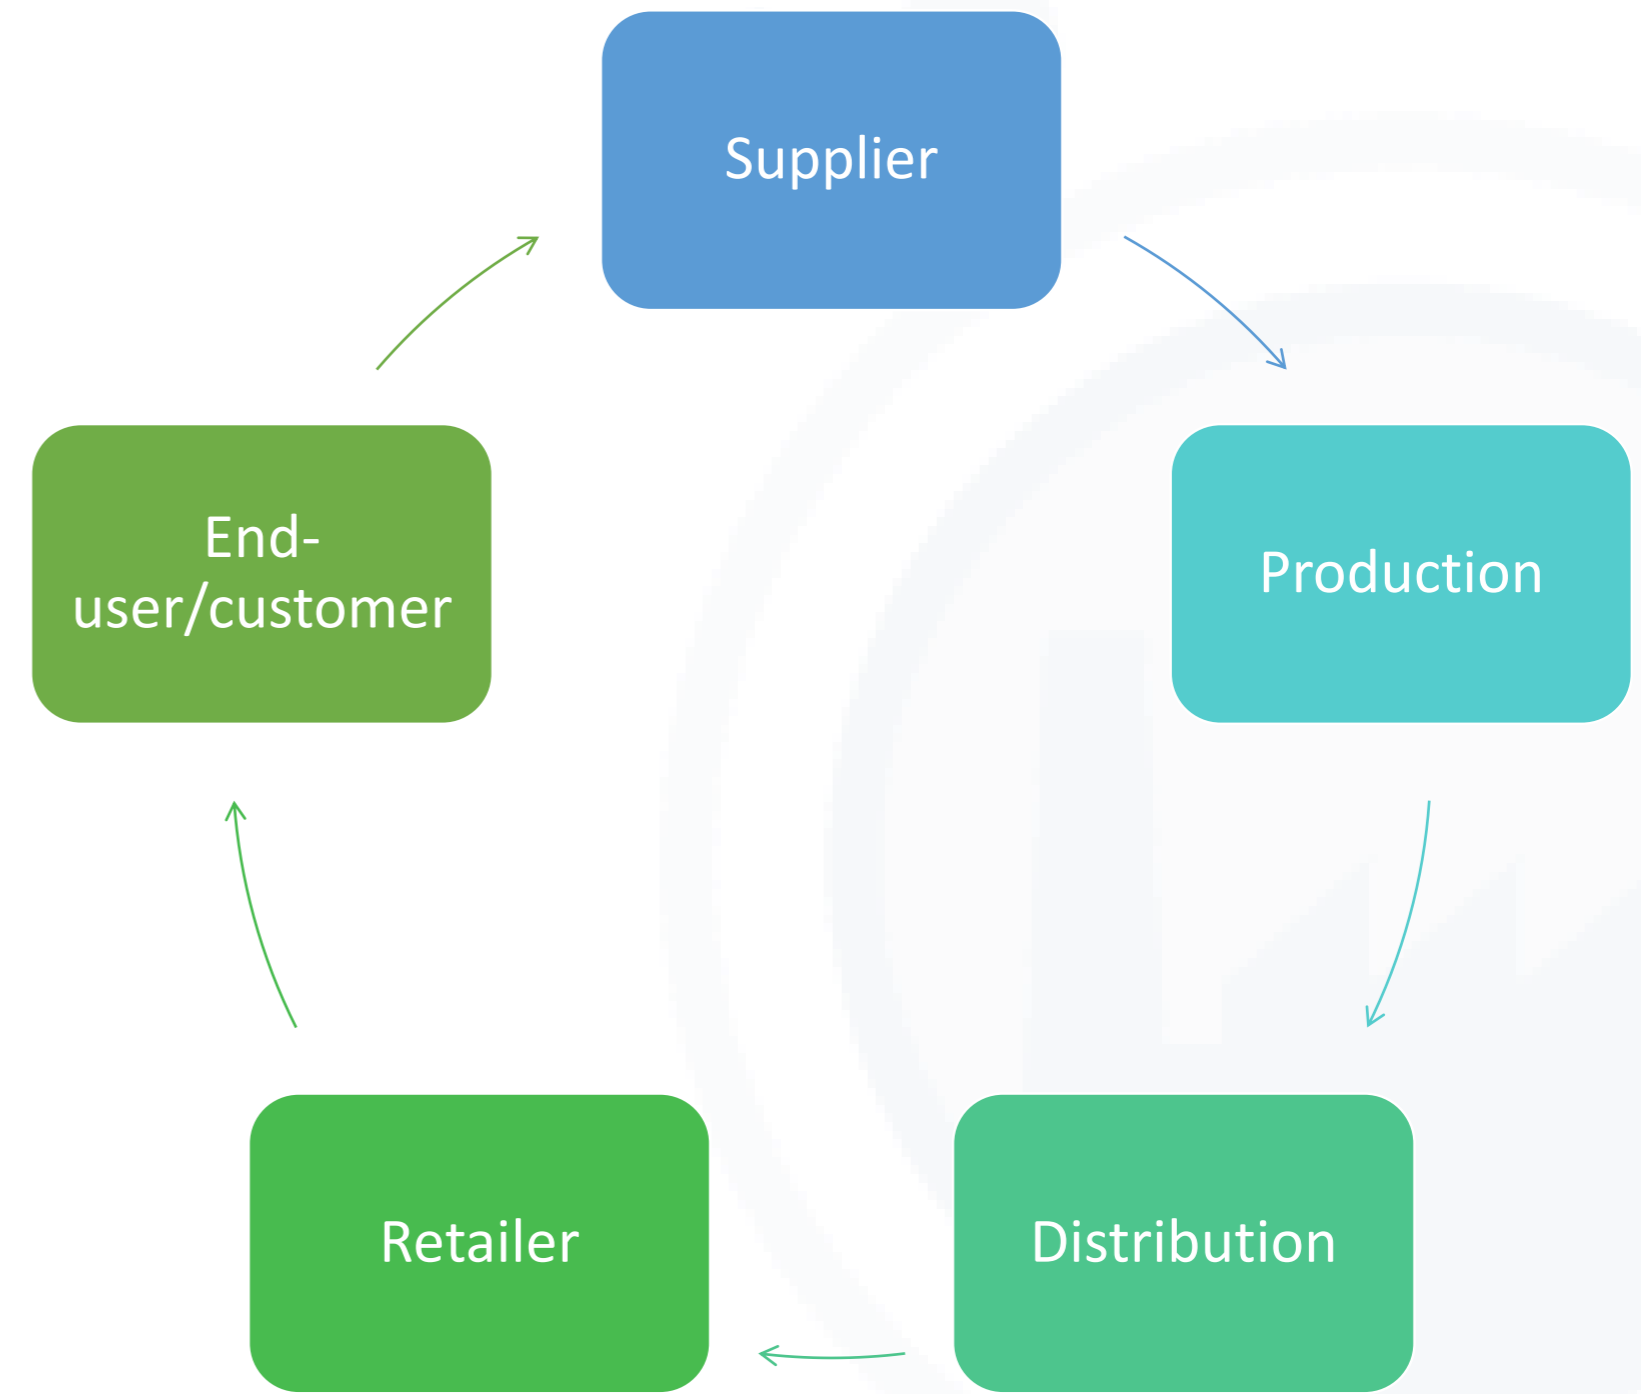 Supplier
Production
Distribution
Retailer
End-
user/customer